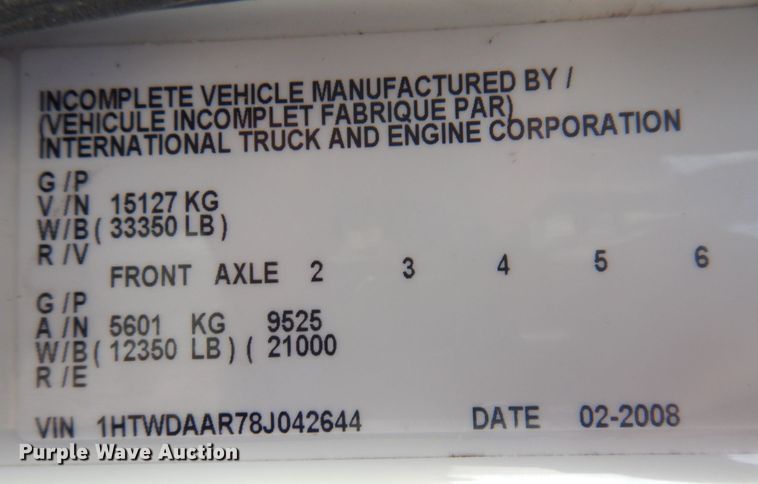 INCOMPLETE VEHICLE MANUFACTURED BY /
(VEHICULE INCOMPLET FABRIQUE PAR)
INTERNATIONAL TRUCK AND ENGINE CORPORATION
G /P
V /N 15127 KG
W/B ( 33350 LB )
R /V
FRONT AXLE 2 3 4 5 6
G /P
A /N 5601 KG 9525
W/B ( 12350 LB ) ( 21000
R /E
VIN 1HTWDAAR78J042644 DATE 02-2008
Purple Wave Auction